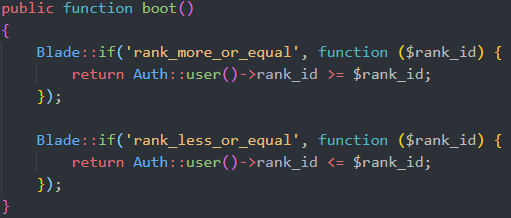 public function boot()
{
    Blade::if('rank_more_or_equal', function ($rank_id) {
        return Auth::user()->rank_id >= $rank_id;
    });

    Blade::if('rank_less_or_equal', function ($rank_id) {
        return Auth::user()->rank_id <= $rank_id;
    });
}